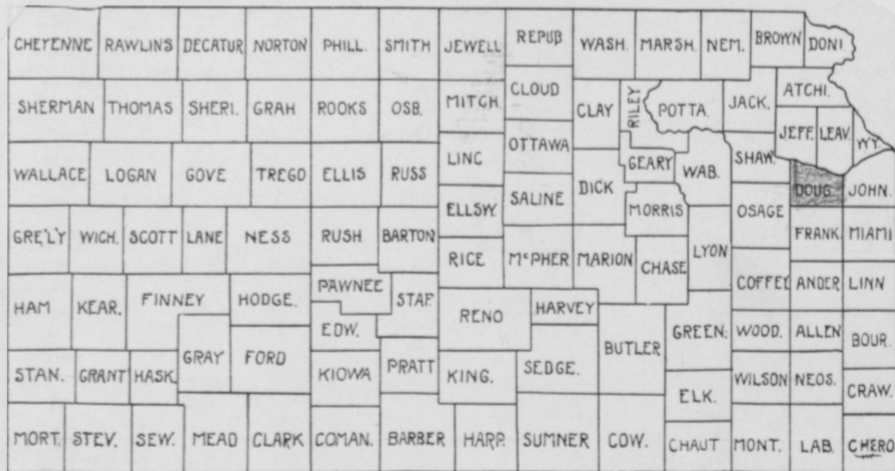 CHEYENNE RAWLINS DECATUR NORTON PHILL. SMITH JEWELL REPUB. WASH. MARSH. NEM. BROWN DONI.
SHERMAN THOMAS SHERI. GRAH ROOKS OSB. MITCH. CLOUD CLAY RILEY POTTA. JACK. ATCHI.
JEFF. LEAV. WY.
WALLACE LOGAN GOVE TREGO ELLIS RUSS LINC OTTAWA DICK GEARY WAB. SHAW. DOUG. JOHN.
ELLSW. SALINE MORRIS OSAGE
GRE'LY WICH. SCOTT LANE NESS RUSH BARTON RICE McPHER MARION CHASE LYON FRANK. MIAMI
HAM KEAR. FINNEY HODGE. PAWNEE STAF. RENO HARVEY COFFEY ANDER LINN
EDW. BUTLER GREEN. WOOD. ALLEN BOUR.
STAN. GRANT HASK. GRAY FORD KIOWA PRATT KING. SEDGE. ELK. WILSON NEOS. CRAW.
MORT. STEV. SEW. MEAD CLARK COMAN. BARBER HARP. SUMNER COW. CHAUT MONT. LAB. CHERO